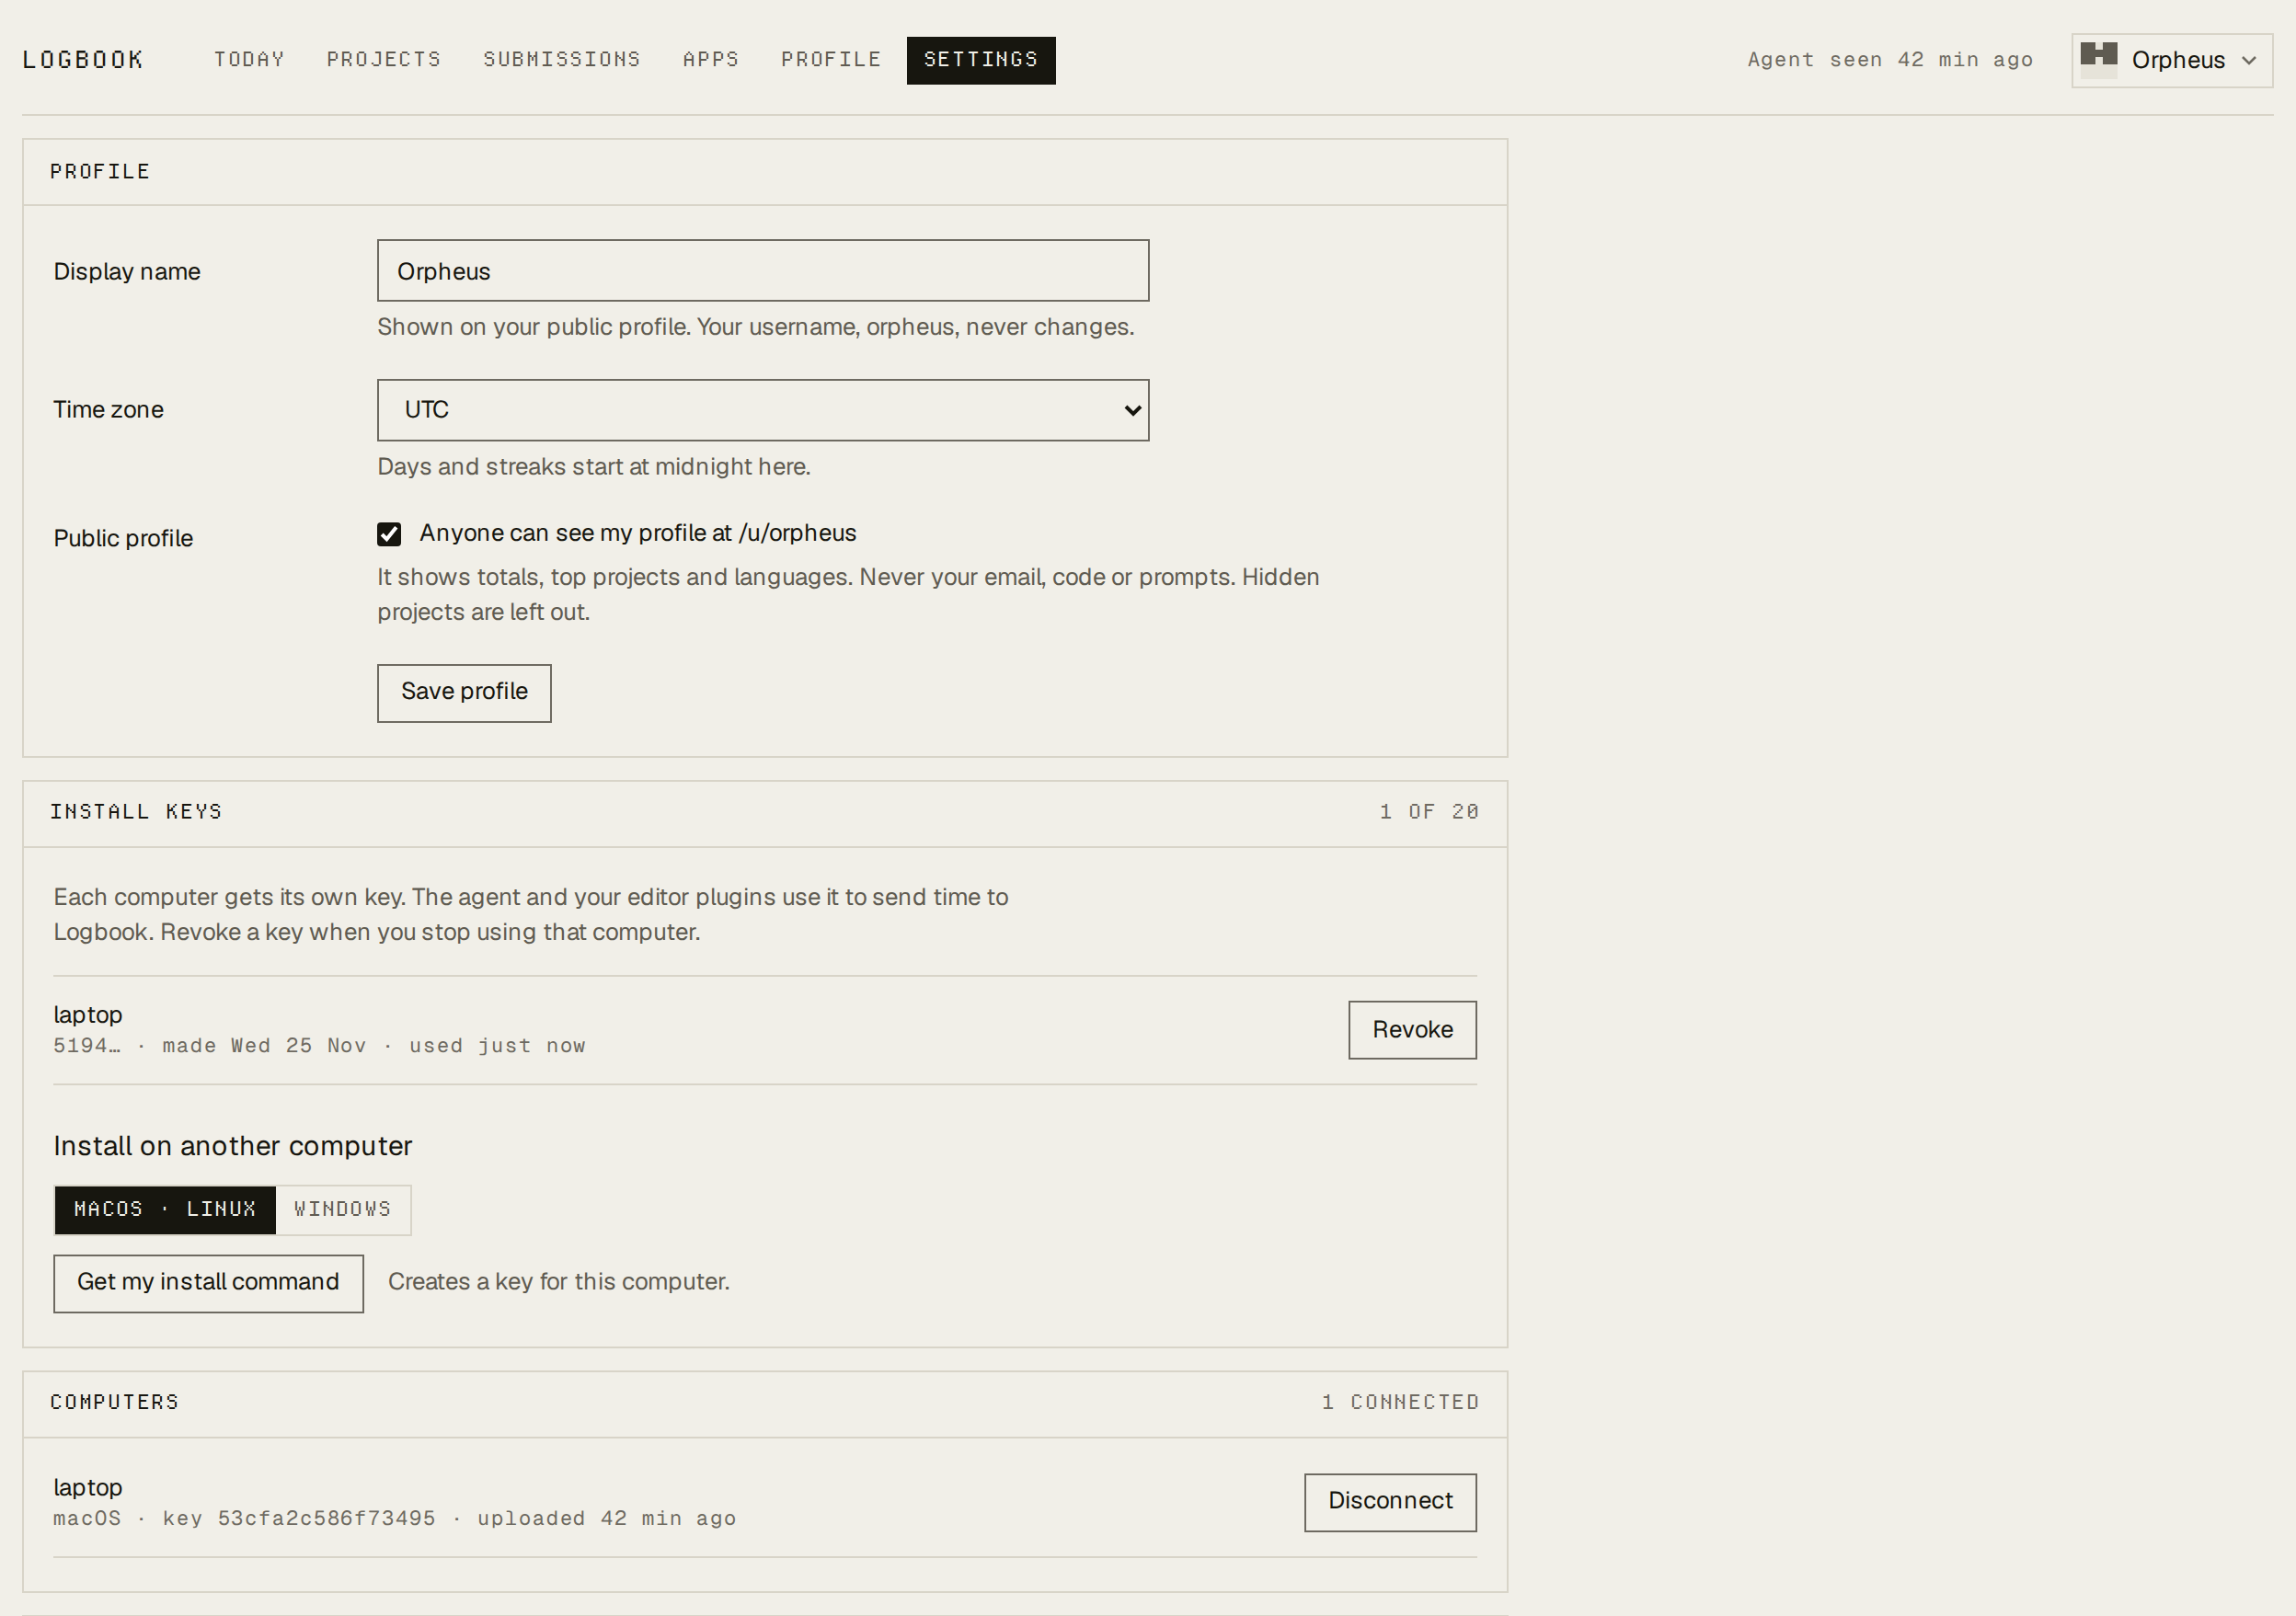 LOGBOOK TODAY PROJECTS SUBMISSIONS APPS PROFILE SETTINGS Agent seen 42 min ago Orpheus
PROFILE
Display name
Orpheus
Shown on your public profile. Your username, orpheus, never changes.
Time zone
UTC
Days and streaks start at midnight here.
Public profile
Anyone can see my profile at /u/orpheus
It shows totals, top projects and languages. Never your email, code or prompts. Hidden
projects are left out.
Save profile
INSTALL KEYS 1 OF 20
Each computer gets its own key. The agent and your editor plugins use it to send time to
Logbook. Revoke a key when you stop using that computer.
laptop
5194… · made Wed 25 Nov · used just now
Revoke
Install on another computer
MACOS · LINUX WINDOWS
Get my install command Creates a key for this computer.
COMPUTERS 1 CONNECTED
laptop
macOS · key 53cfa2c586f73495 · uploaded 42 min ago
Disconnect